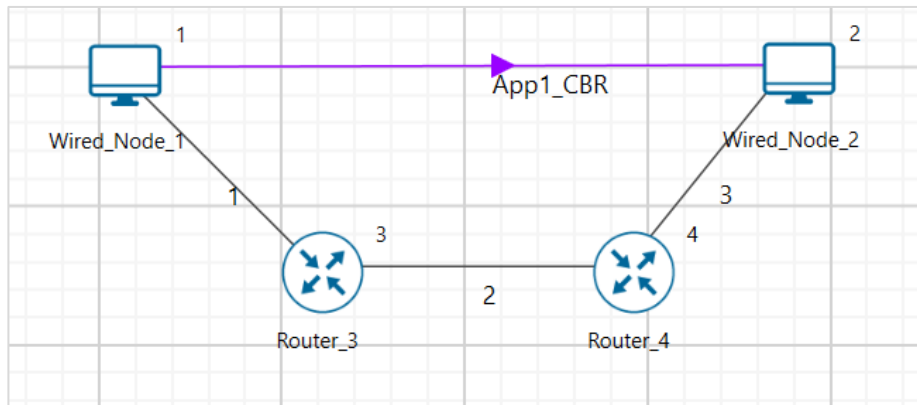 1
2
App1_CBR
Wired_Node_1
Wired_Node_2
1
3
3
4
2
Router_3
Router_4